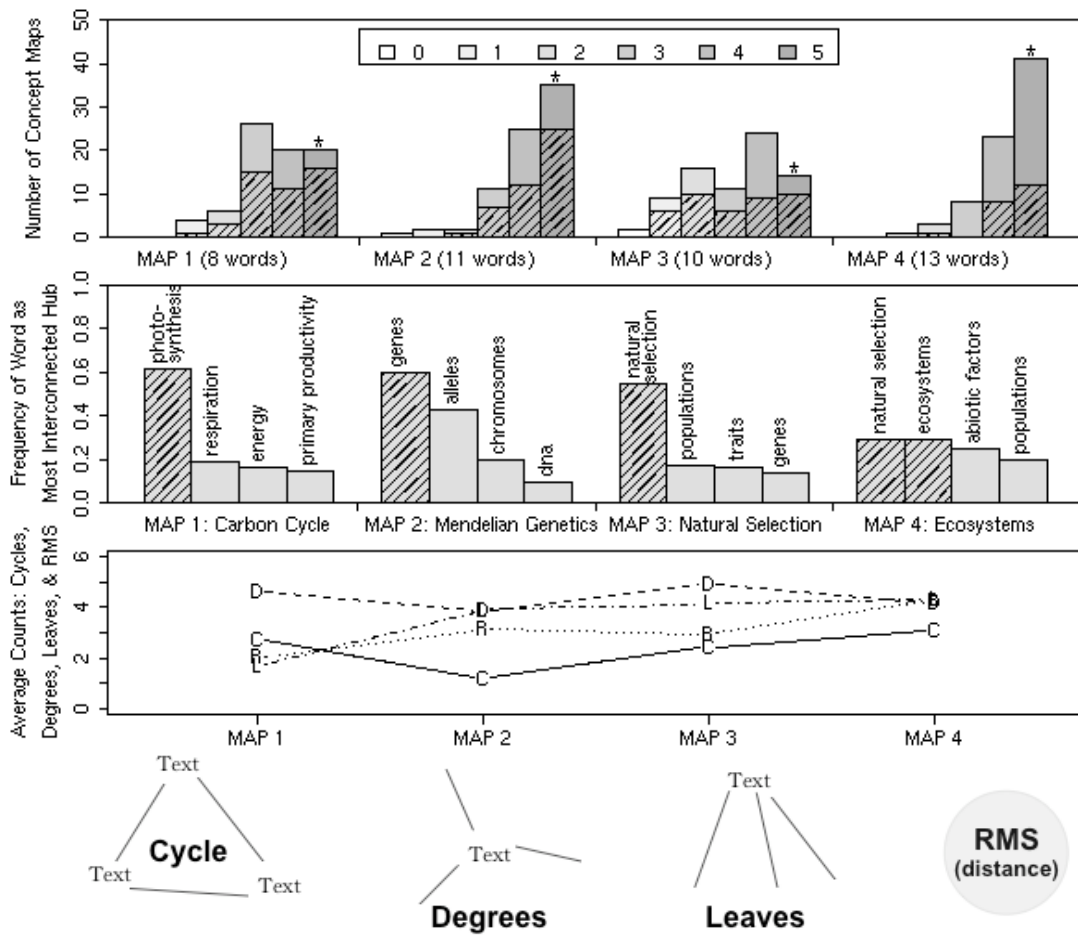 Number of Concept Maps
50
40
30
20
10
0
0 1 2 3 4 5
*
*
*
*
MAP 1 (8 words)
MAP 2 (11 words)
MAP 3 (10 words)
MAP 4 (13 words)
Frequency of Word as
Most Interconnected Hub
1.0
0.8
0.6
0.4
0.2
0.0
photo-
synthesis
respiration
energy
primary productivity
genes
alleles
chromosomes
dna
natural
selection
populations
traits
genes
natural selection
ecosystems
abiotic factors
populations
MAP 1: Carbon Cycle
MAP 2: Mendelian Genetics
MAP 3: Natural Selection
MAP 4: Ecosystems
Average Counts: Cycles,
Degrees, Leaves, & RMS
6
4
2
0
D D D
C C C C
R R R
L L
MAP 1
MAP 2
MAP 3
MAP 4
Text
Text
Text
Cycle
Text
Degrees
Text
Leaves
RMS
(distance)